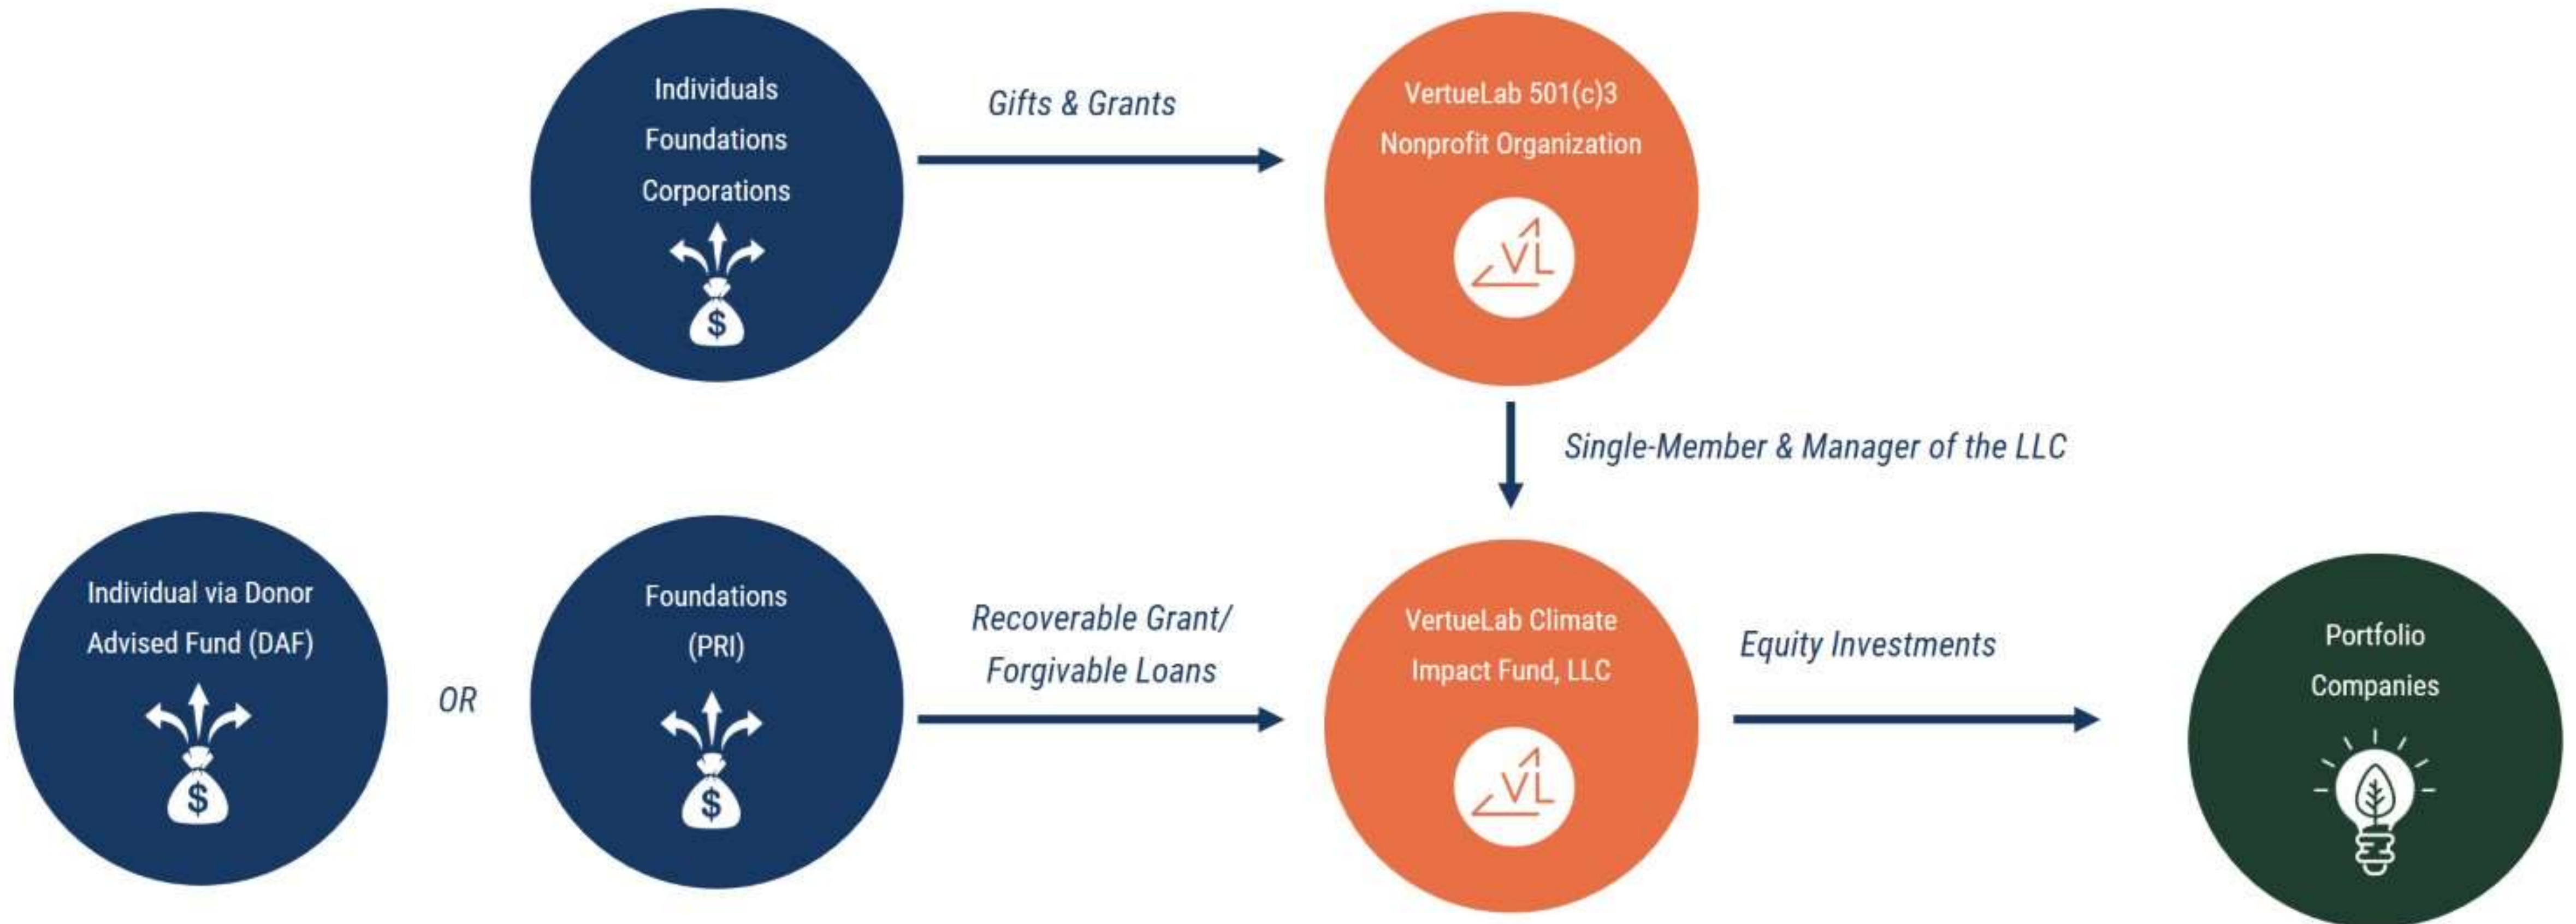 Individuals
Foundations
Corporations
$
Gifts & Grants
VertueLab 501(c)3
Nonprofit Organization
VL
Single-Member & Manager of the LLC
Individual via Donor
Advised Fund (DAF)
$
OR
Foundations
(PRI)
$
Recoverable Grant/
Forgivable Loans
VertueLab Climate
Impact Fund, LLC
VL
Equity Investments
Portfolio
Companies